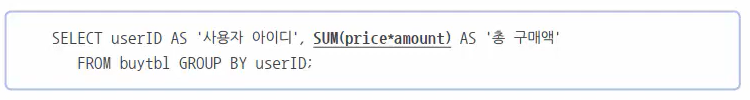 SELECT userID AS '사용자 아이디', SUM(price*amount) AS '총 구매액'
FROM buytbl GROUP BY userID;